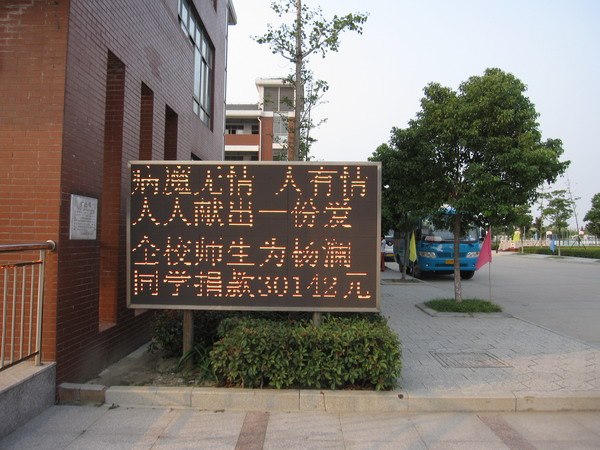 病魔无情 人有情
人人献出一份爱
全校师生为杨澜
同学捐款30142元